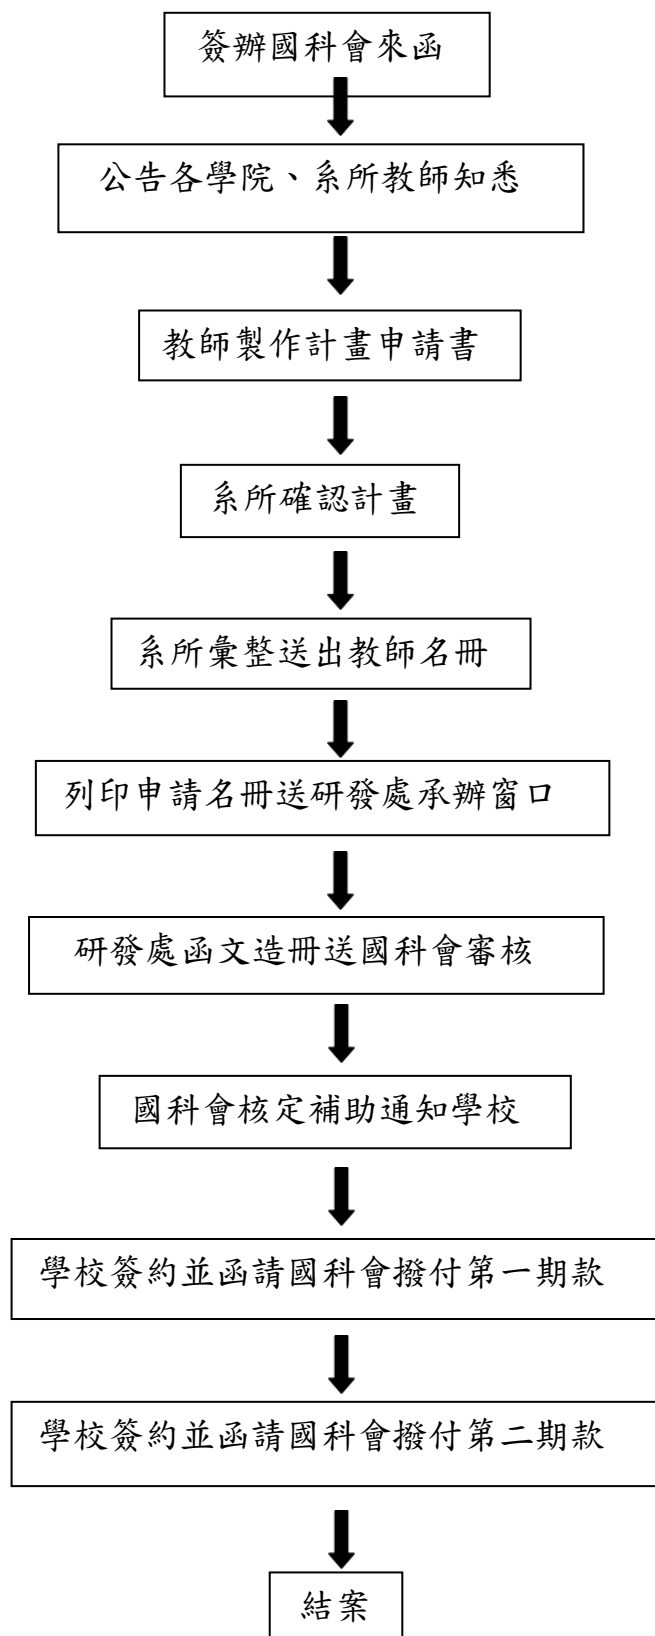 簽辦國科會來函
公告各學院、系所教師知悉
教師製作計畫申請書
系所確認計畫
系所彙整送出教師名冊
列印申請名冊送研發處承辦窗口
研發處函文造冊送國科會審核
國科會核定補助通知學校
學校簽約並函請國科會撥付第一期款
學校簽約並函請國科會撥付第二期款
結案